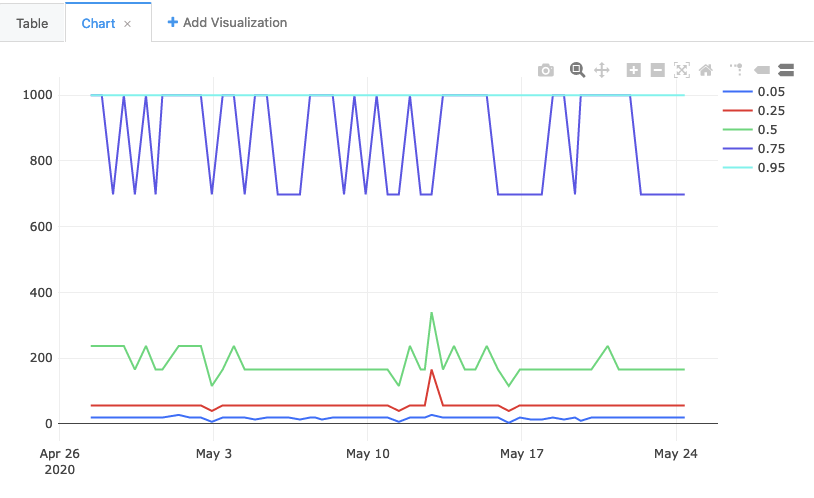 Table
Chart ×
+ Add Visualization
1000
800
600
400
200
0
Apr 26
2020
May 3
May 10
May 17
May 24
0.05
0.25
0.5
0.75
0.95